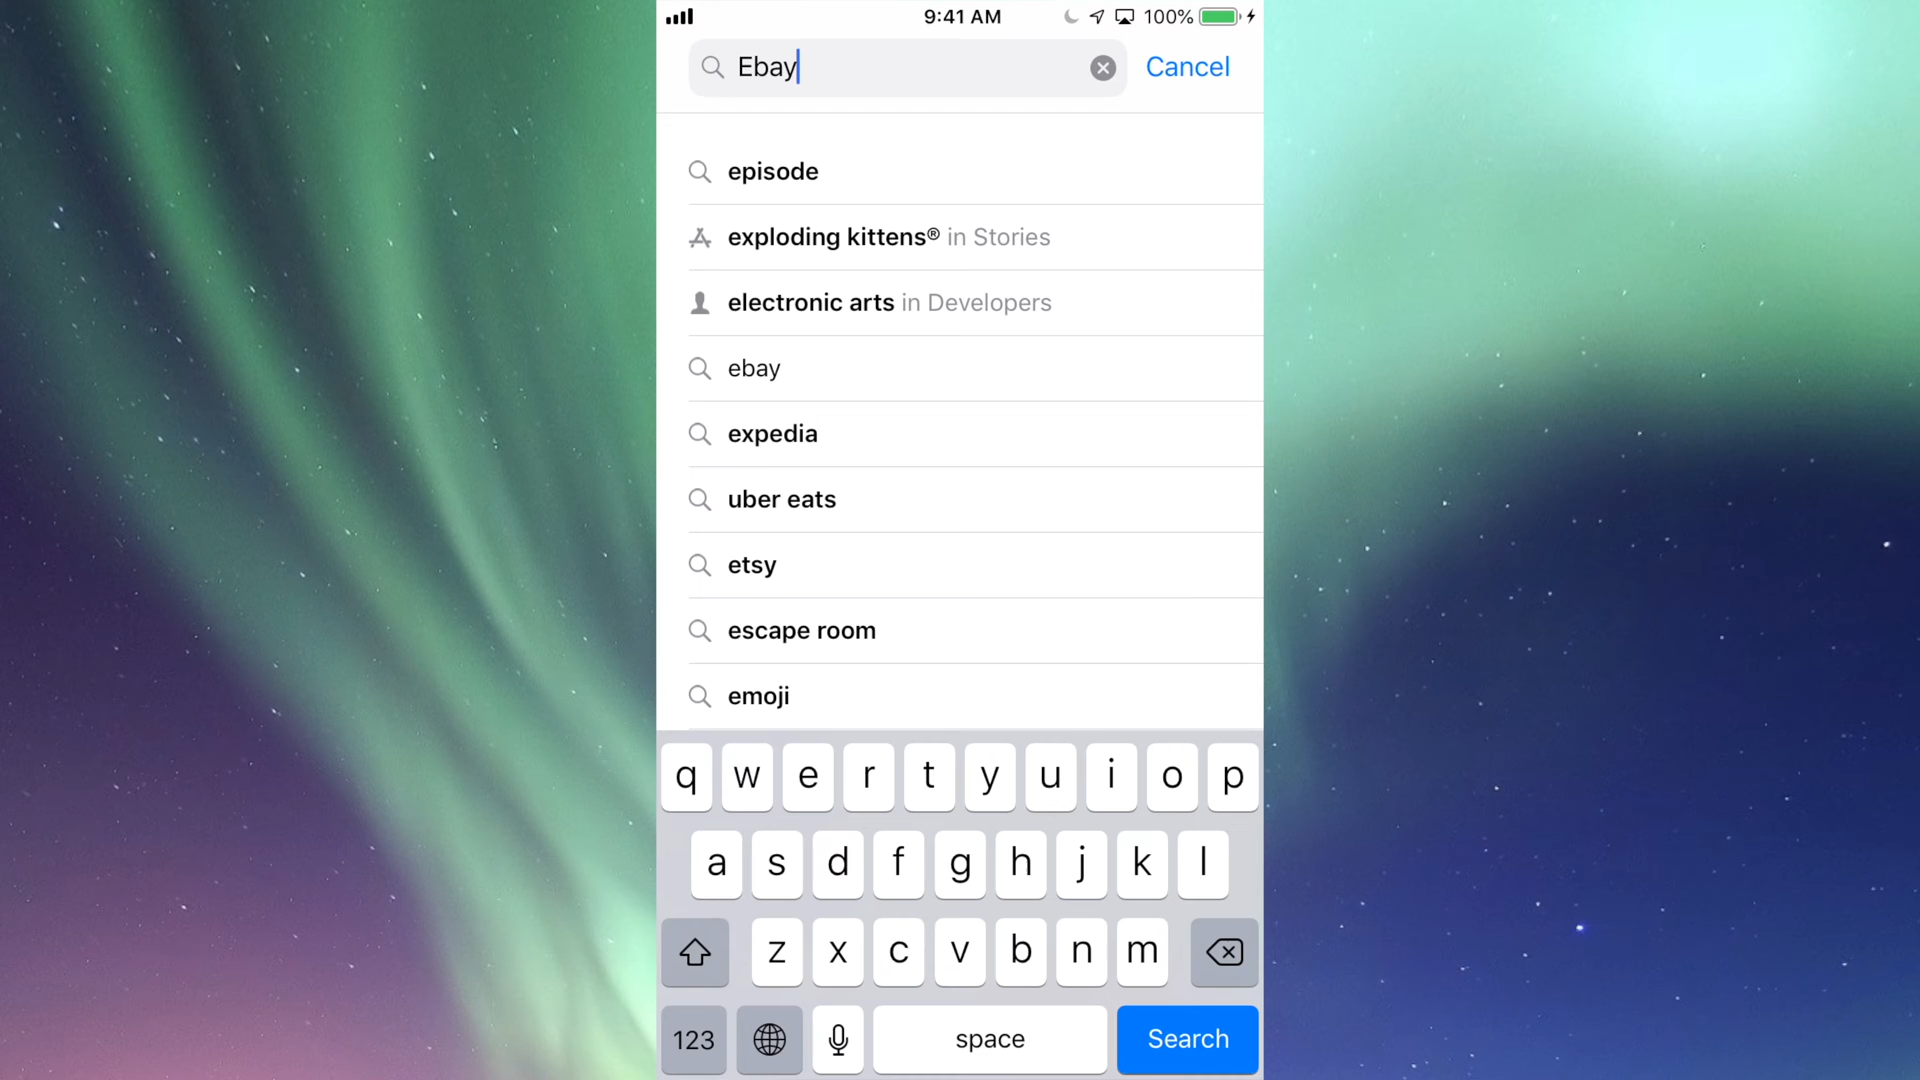 9:41 AM 100%
Ebay Cancel
episode
exploding kittens® in Stories
electronic arts in Developers
ebay
expedia
uber eats
etsy
escape room
emoji
q w e r t y u i o p
a s d f g h j k l
z x c v b n m
123 space Search